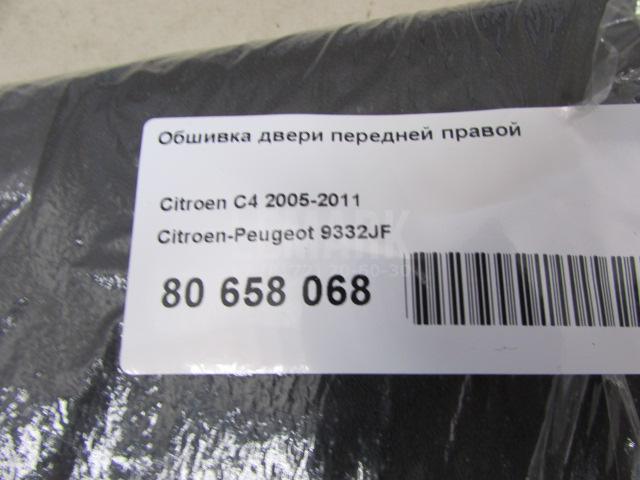 Обшивка двери передней правой
Citroen C4 2005-2011
Citroen-Peugeot 9332JF
80 658 068